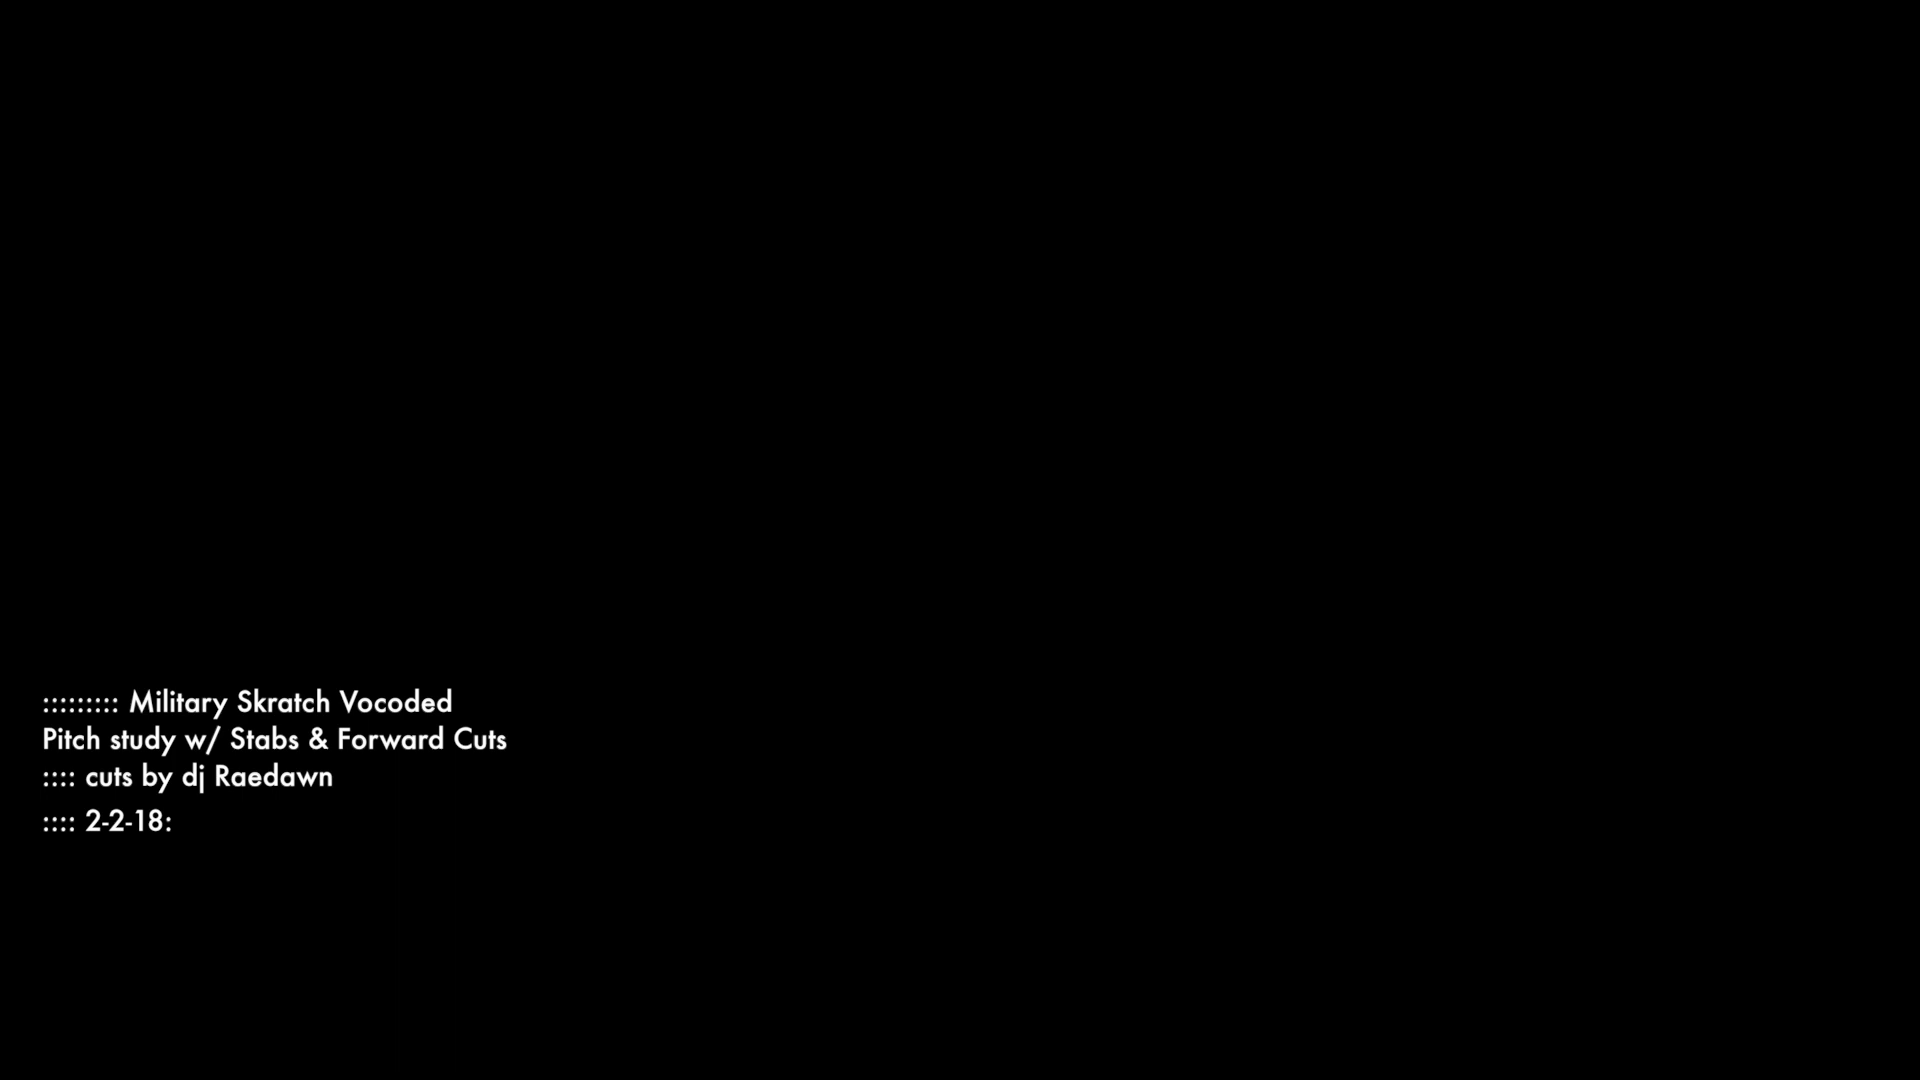 ::::::::: Military Skratch Vocoded
Pitch study w/ Stabs & Forward Cuts
:::: cuts by dj Raedawn
:::: 2-2-18: